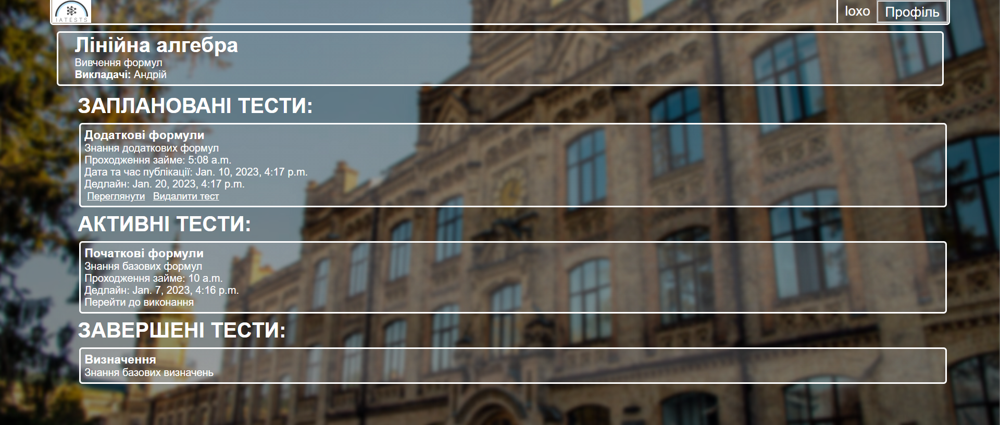 IATESTS
loxo
Профіль
Лінійна алгебра
Вивчення формул
Викладачі: Андрій
ЗАПЛАНОВАНІ ТЕСТИ:
Додаткові формули
Знання додаткових формул
Проходження займе: 5:08 a.m.
Дата та час публікації: Jan. 10, 2023, 4:17 p.m.
Дедлайн: Jan. 20, 2023, 4:17 p.m.
Переглянути Видалити тест
АКТИВНІ ТЕСТИ:
Початкові формули
Знання базових формул
Проходження займе: 10 a.m.
Дедлайн: Jan. 7, 2023, 4:16 p.m.
Перейти до виконання
ЗАВЕРШЕНІ ТЕСТИ:
Визначення
Знання базових визначень